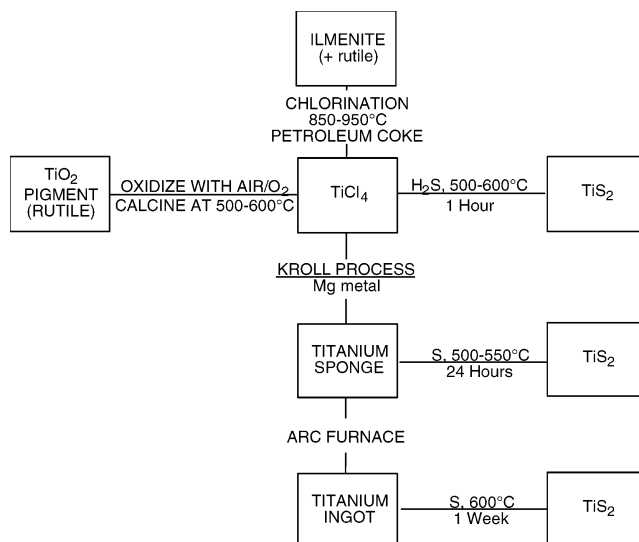 ILMENITE
(+ rutile)
CHLORINATION
850-950°C
PETROLEUM COKE
TiO₂
PIGMENT
(RUTILE)
OXIDIZE WITH AIR/O₂
CALCINE AT 500-600°C
TiCl₄
H₂S, 500-600°C
1 Hour
TiS₂
KROLL PROCESS
Mg metal
TITANIUM
SPONGE
S, 500-550°C
24 Hours
TiS₂
ARC FURNACE
TITANIUM
INGOT
S, 600°C
1 Week
TiS₂